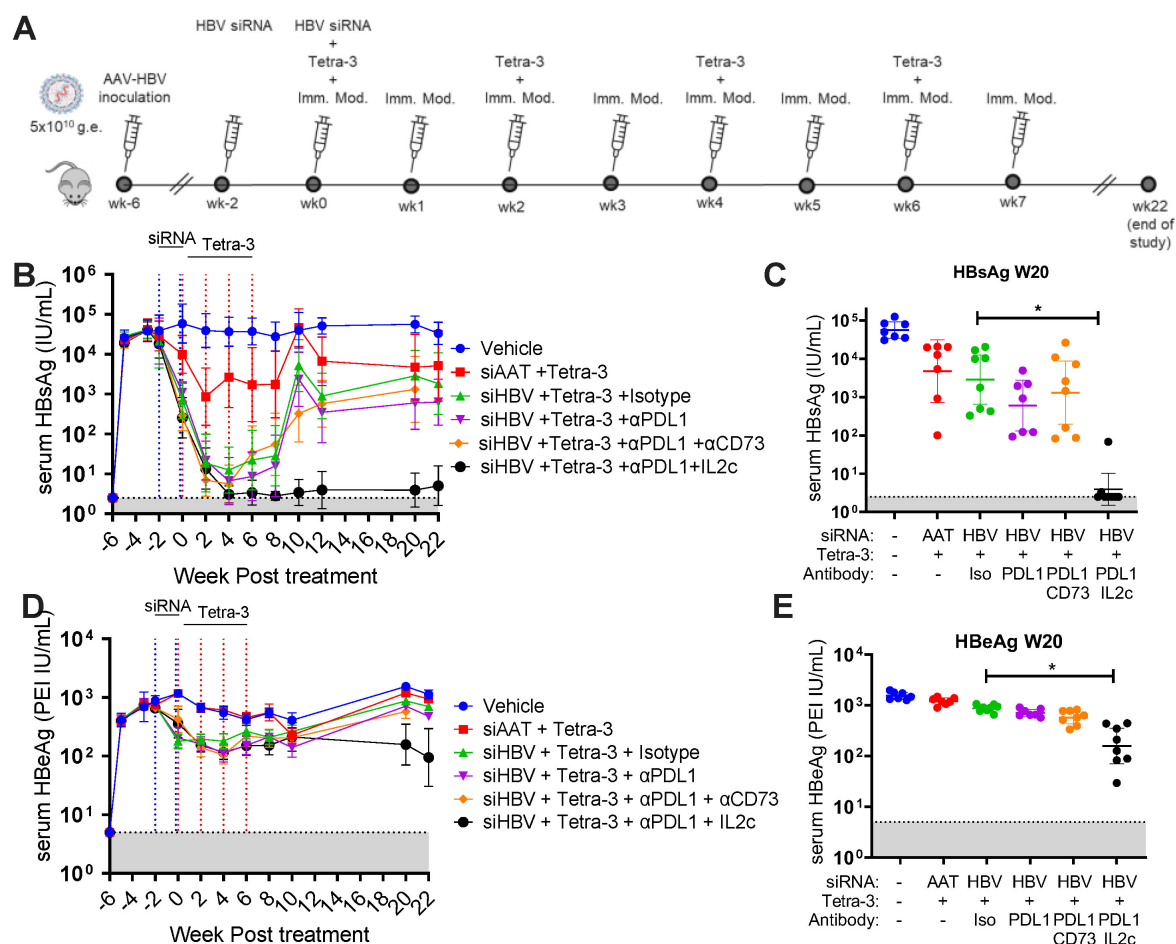 A
HBV siRNA
HBV siRNA
+
Tetra-3
+
Imm. Mod.
AAV-HBV
inoculation
5x10¹⁰ g.e.
Imm. Mod.
Tetra-3
+
Imm. Mod.
Imm. Mod.
Tetra-3
+
Imm. Mod.
Imm. Mod.
Tetra-3
+
Imm. Mod.
Imm. Mod.
wk-6
wk-2
wk0
wk1
wk2
wk3
wk4
wk5
wk6
wk7
wk22
(end of
study)
B
siRNA
Tetra-3
serum HBsAg (IU/mL)
10⁶
10⁵
10⁴
10³
10²
10¹
10⁰
-6 -4 -2 0 2 4 6 8 10 12 14 16 18 20 22
Week Post treatment
Vehicle
siAAT +Tetra-3
siHBV +Tetra-3 +Isotype
siHBV +Tetra-3 +αPDL1
siHBV +Tetra-3 +αPDL1 +αCD73
siHBV +Tetra-3 +αPDL1+IL2c
C
HBsAg W20
*
serum HBsAg (IU/mL)
10⁵
10⁴
10³
10²
10¹
10⁰
siRNA: - AAT HBV HBV HBV HBV
Tetra-3: - + + + + +
Antibody: - - Iso PDL1 PDL1 PDL1
CD73 IL2c
D
siRNA
Tetra-3
serum HBeAg (PEI IU/mL)
10⁴
10³
10²
10¹
10⁰
-6 -4 -2 0 2 4 6 8 10 12 14 16 18 20 22
Week Post treatment
Vehicle
siAAT + Tetra-3
siHBV + Tetra-3 + Isotype
siHBV + Tetra-3 + αPDL1
siHBV + Tetra-3 + αPDL1 + αCD73
siHBV + Tetra-3 + αPDL1 + IL2c
E
HBeAg W20
*
serum HBeAg (PEI IU/mL)
10⁴
10³
10²
10¹
10⁰
siRNA: - AAT HBV HBV HBV HBV
Tetra-3: - + + + + +
Antibody: - - Iso PDL1 PDL1 PDL1
CD73 IL2c